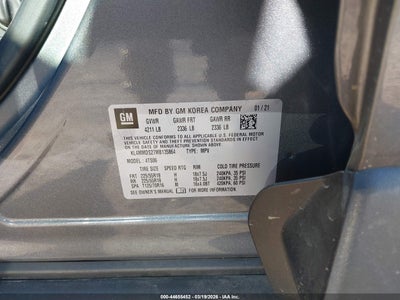 GM
MFD BY GM KOREA COMPANY 01/21
GVWR GAWR FRT GAWR RR
4211 LB 2336 LB 2336 LB
THIS VEHICLE CONFORMS TO ALL APPLICABLE U.S. FEDERAL MOTOR
VEHICLE SAFETY, BUMPER, AND THEFT PREVENTION STANDARDS IN
EFFECT ON THE DATE OF MANUFACTURE SHOWN ABOVE.
TYPE: MPV
MODEL:
TIRE SIZE SPEED RTG RIM COLD TIRE PRESSURE
FRT 225/55R18 H 18x7.5J 240KPA, 35 PSI
RR 225/55R18 H 18x7.5J 240KPA, 35 PSI
SPA T125/70R16 M 16x4.0BT 420KPA, 60 PSI
SEE OWNER'S MANUAL FOR MORE INFORMATION
000-44655452 - 03/19/2026 - IAAI.COM